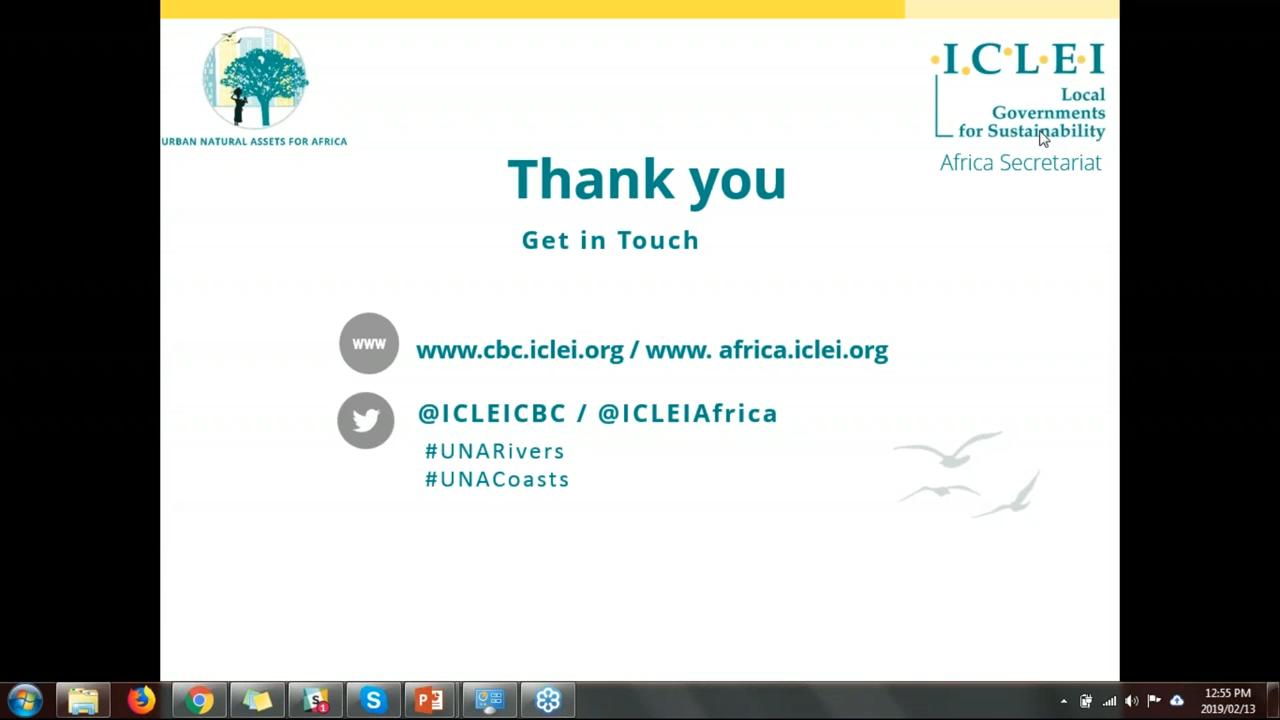 URBAN NATURAL ASSETS FOR AFRICA
I.C.L.E.I
Local
Governments
for Sustainability
Africa Secretariat
Thank you
Get in Touch
www
www.cbc.iclei.org / www. africa.iclei.org
@ICLEICBC / @ICLEIAfrica
#UNARivers
#UNACoasts
12:55 PM
2019/02/13